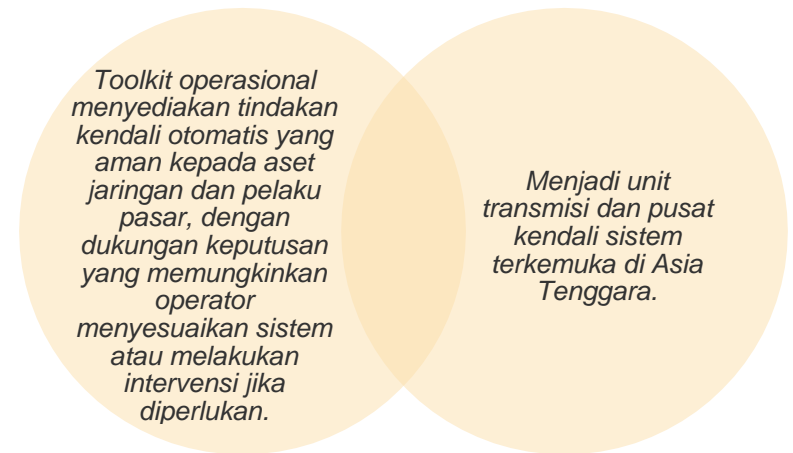 Toolkit operasional
menyediakan tindakan
kendali otomatis yang
aman kepada aset
jaringan dan pelaku
pasar, dengan
dukungan keputusan
yang memungkinkan
operator
menyesuaikan sistem
atau melakukan
intervensi jika
diperlukan.
Menjadi unit
transmisi dan pusat
kendali sistem
terkemuka di Asia
Tenggara.